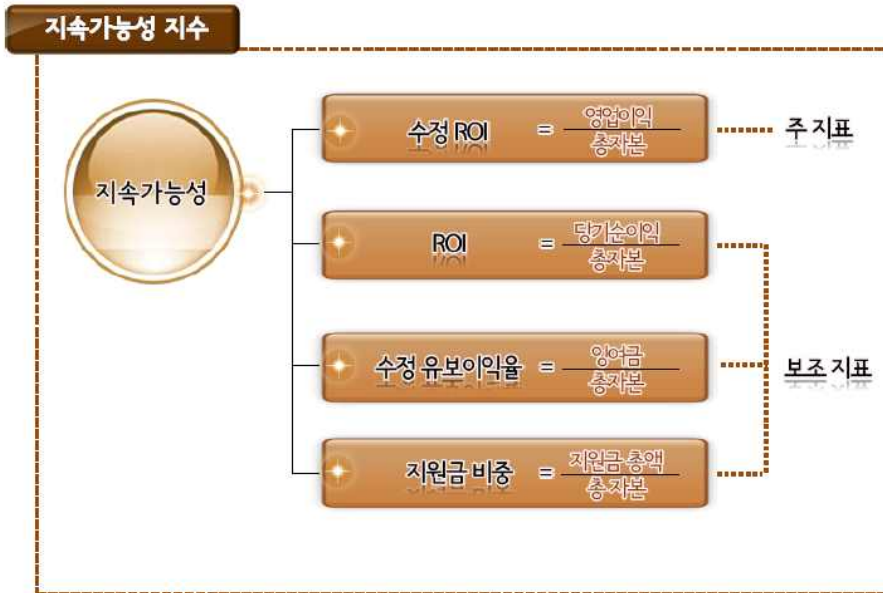 지속가능성 지수
지속가능성
수정 ROI = 영업이익
총자본
주 지표
ROI = 당기순이익
총자본
수정 유보이익율 = 잉여금
총자본
보조 지표
지원금 비중 = 지원금 총액
총 자본